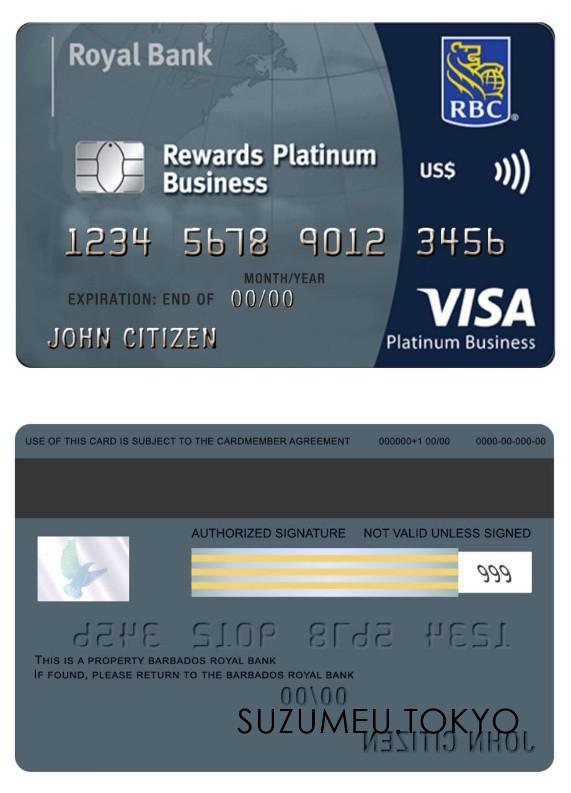 Royal Bank
RBC®
Rewards Platinum
Business
US$
1234 5678 9012 3456
MONTH/YEAR
EXPIRATION: END OF 00/00
VISA
JOHN CITIZEN
Platinum Business
USE OF THIS CARD IS SUBJECT TO THE CARDMEMBER AGREEMENT 000000+1 00/00 0000-00-000-00
AUTHORIZED SIGNATURE NOT VALID UNLESS SIGNED
999
1234 5678 9012 3456
THIS IS A PROPERTY BARBADOS ROYAL BANK
IF FOUND, PLEASE RETURN TO THE BARBADOS ROYAL BANK
00/00
SUZUMEU.TOKYO
JOHN CITIZEN